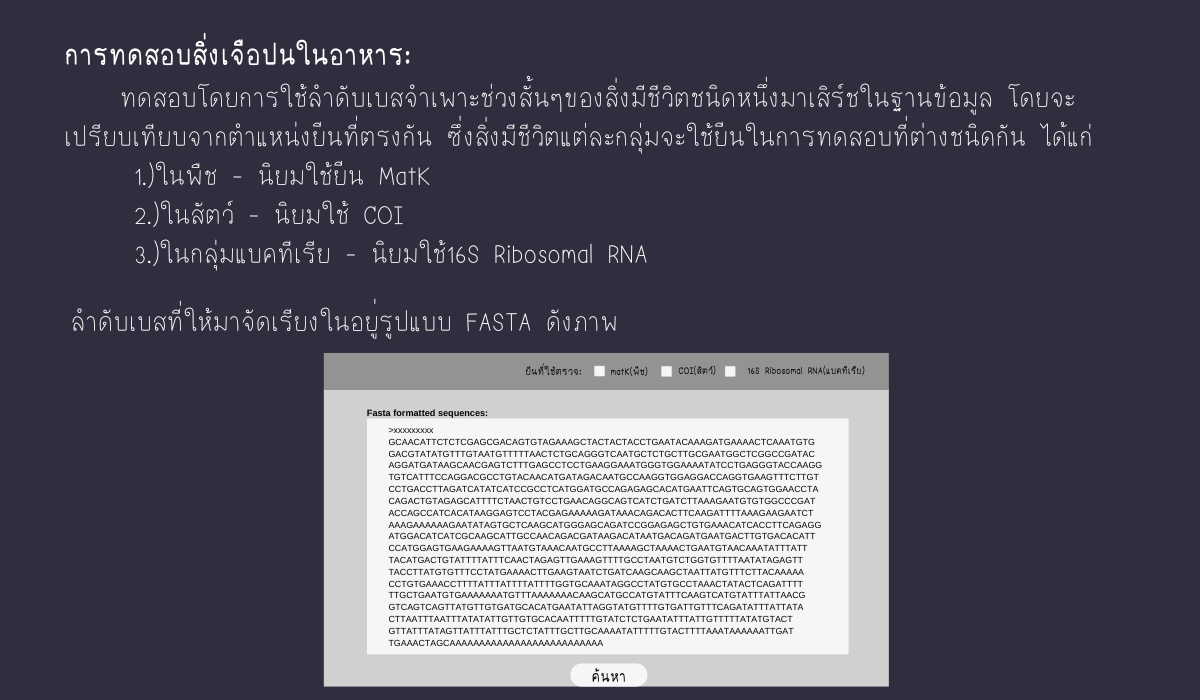 การทดสอบสิ่งเจือปนในอาหาร:
ทดสอบโดยการใช้ลำดับเบสจำเพาะช่วงสั้นๆของสิ่งมีชีวิตชนิดหนึ่งมาเสิร์ชในฐานข้อมูล โดยจะ
เปรียบเทียบจากตำแหน่งยีนที่ตรงกัน ซึ่งสิ่งมีชีวิตแต่ละกลุ่มจะใช้ยีนในการทดสอบที่ต่างชนิดกัน ได้แก่
1.)ในพืช - นิยมใช้ยีน MatK
2.)ในสัตว์ - นิยมใช้ COI
3.)ในกลุ่มแบคทีเรีย - นิยมใช้16S Ribosomal RNA
ลำดับเบสที่ให้มาจัดเรียงในอยู่รูปแบบ FASTA ดังภาพ
ยีนที่ใช้ตรวจ: matK(พืช) COI(สัตว์) 16S Ribosomal RNA(แบคทีเรีย)
Fasta formatted sequences:
>xxxxxxxxx
GCAACATTCTCTCGAGCGACAGTGTAGAAAGCTACTACTACCTGAATACAAAGATGAAAACTCAAATGTG
GACGTATATGTTTGTAATGTTTTTAACTCTGCAGGGTCAATGCTCTGCTTGCGAATGGCTCGGCCGATAC
AGGATGATAAGCAACGAGTCTTTGAGCCTCCTGAAGGAAATGGGTGGAAAATATCCTGAGGGTACCAAGG
TGTCATTTCCAGGACGCCTGTACAACATGATAGACAATGCCAAGGTGGAGGACCAGGTGAAGTTTCTTGT
CCTGACCTTAGATCATATCATCCGCCTCATGGATGCCAGAGAGCACATGAATTCAGTGCAGTGGAACCTA
CAGACTGTAGAGCATTTTCTAACTGTCCTGAACAGGCAGTCATCTGATCTTAAAGAATGTGTGGCCCGAT
ACCAGCCATCACATAAGGAGTCCTACGAGAAAAAGATAAACAGACACTTCAAGATTTTAAAGAAGAATCT
AAAGAAAAAAGAATATAGTGCTCAAGCATGGGAGCAGATCCGGAGAGCTGTGAAACATCACCTTCAGAGG
ATGGACATCATCGCAAGCATTGCCAACAGACGATAAGACATAATGACAGATGAATGACTTGTGACACATT
CCATGGAGTGAAGAAAAGTTAATGTAAACAATGCCTTAAAAGCTAAAACTGAATGTAACAAATATTTATT
TACATGACTGTATTTTATTTCAACTAGAGTTGAAAGTTTTGCCTAATGTCTGGTGTTTTAATATAGAGTT
TACCTTATGTGTTTCCTATGAAAACTTGAAGTAATCTGATCAAGCAAGCTAATTATGTTTCTTACAAAAA
CCTGTGAAACCTTTTATTTATTTTATTTTGGTGCAAATAGGCCTATGTGCCTAAACTATACTCAGATTTT
TTGCTGAATGTGAAAAAAATGTTTAAAAAAACAAGCATGCCATGTATTTCAAGTCATGTATTTATTAACG
GTCAGTCAGTTATGTTGTGATGCACATGAATATTAGGTATGTTTTGTGATTGTTTCAGATATTTATTATA
CTTAATTTAATTTATATATTGTTGTGCACAATTTTTGTATCTCTGAATATTTATTGTTTTTATATGTACT
GTTATTTATAGTTATTTATTTGCTCTATTTGCTTGCAAAATATTTTTGTACTTTTAAATAAAAAATTGAT
TGAAACTAGCAAAAAAAAAAAAAAAAAAAAAAAAAA
ค้นหา